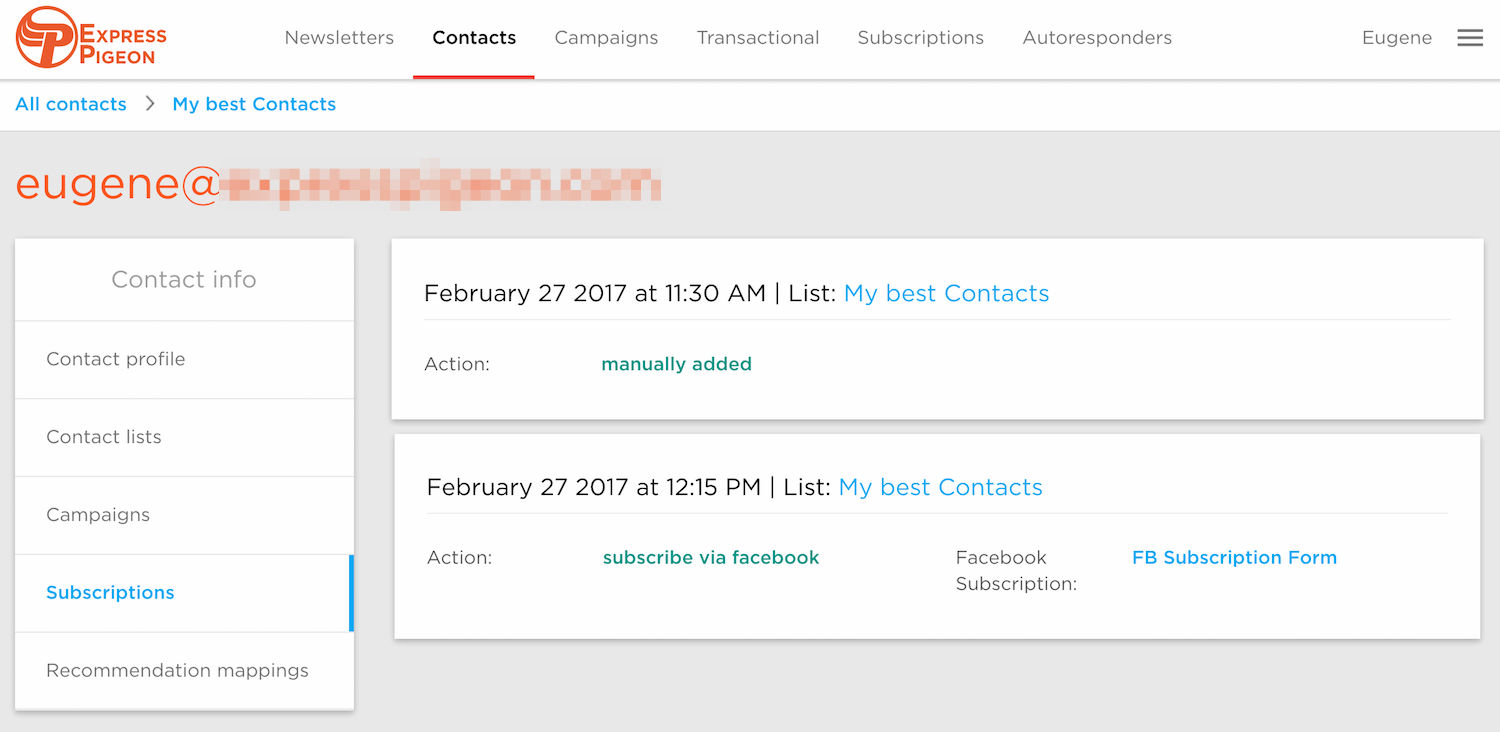 EXPRESS
PIGEON
Newsletters Contacts Campaigns Transactional Subscriptions Autoresponders Eugene
All contacts > My best Contacts
eugene@
Contact info
Contact profile
Contact lists
Campaigns
Subscriptions
Recommendation mappings
February 27 2017 at 11:30 AM | List: My best Contacts
Action: manually added
February 27 2017 at 12:15 PM | List: My best Contacts
Action: subscribe via facebook Facebook Subscription: FB Subscription Form